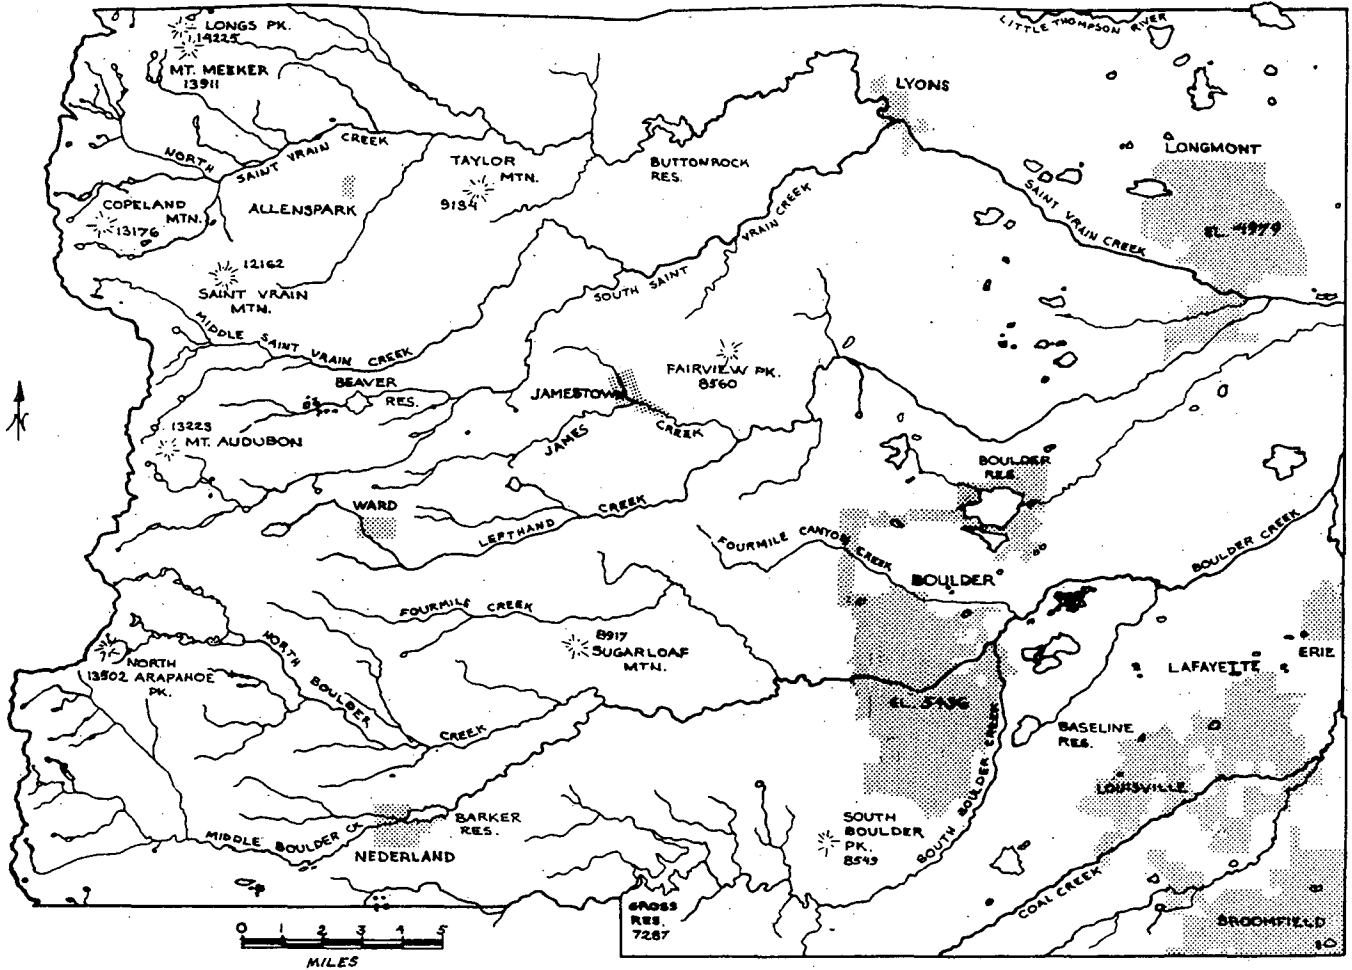 LITTLE THOMPSON RIVER
LONGS PK.
14225
MT. MEEKER
13911
LYONS
LONGMONT
EL. 4979
NORTH
SAINT VRAIN CREEK
TAYLOR
MTN.
9134
BUTTONROCK
RES.
COPELAND
MTN.
13176
ALLENSPARK
SAINT VRAIN CREEK
12162
SAINT VRAIN
MTN.
SOUTH SAINT
VRAIN CREEK
MIDDLE SAINT VRAIN CREEK
BEAVER
RES.
JAMESTOWN
FAIRVIEW PK.
8560
13223
MT. AUDUBON
JAMES
CREEK
BOULDER
RES.
WARD
LEFTHAND CREEK
FOURMILE CANYON CREEK
BOULDER
BOULDER CREEK
FOURMILE CREEK
NORTH
BOULDER
CREEK
8917
SUGARLOAF
MTN.
NORTH
13502 ARAPAHOE
PK.
LAFAYETTE
ERIE
EL. 5436
BASELINE
RES.
SOUTH BOULDER CREEK
LOUISVILLE
MIDDLE BOULDER CK
BARKER
RES.
NEDERLAND
SOUTH
BOULDER
PK.
8549
GROSS
RES.
7287
COAL CREEK
BROOMFIELD
N
0 1 2 3 4 5
MILES